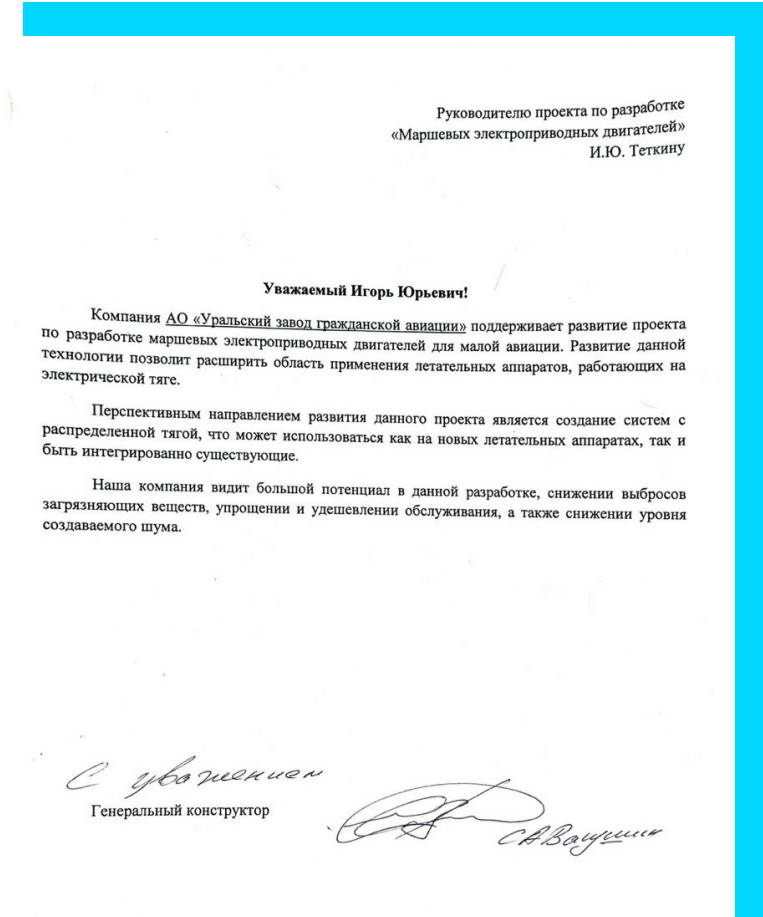 Руководителю проекта по разработке
«Маршевых электроприводных двигателей»
И.Ю. Теткину
Уважаемый Игорь Юрьевич!
Компания АО «Уральский завод гражданской авиации» поддерживает развитие проекта
по разработке маршевых электроприводных двигателей для малой авиации. Развитие данной
технологии позволит расширить область применения летательных аппаратов, работающих на
электрической тяге.
Перспективным направлением развития данного проекта является создание систем с
распределенной тягой, что может использоваться как на новых летательных аппаратах, так и
быть интегрированно существующие.
Наша компания видит большой потенциал в данной разработке, снижении выбросов
загрязняющих веществ, упрощении и удешевлении обслуживания, а также снижении уровня
создаваемого шума.
С уважением
Генеральный конструктор